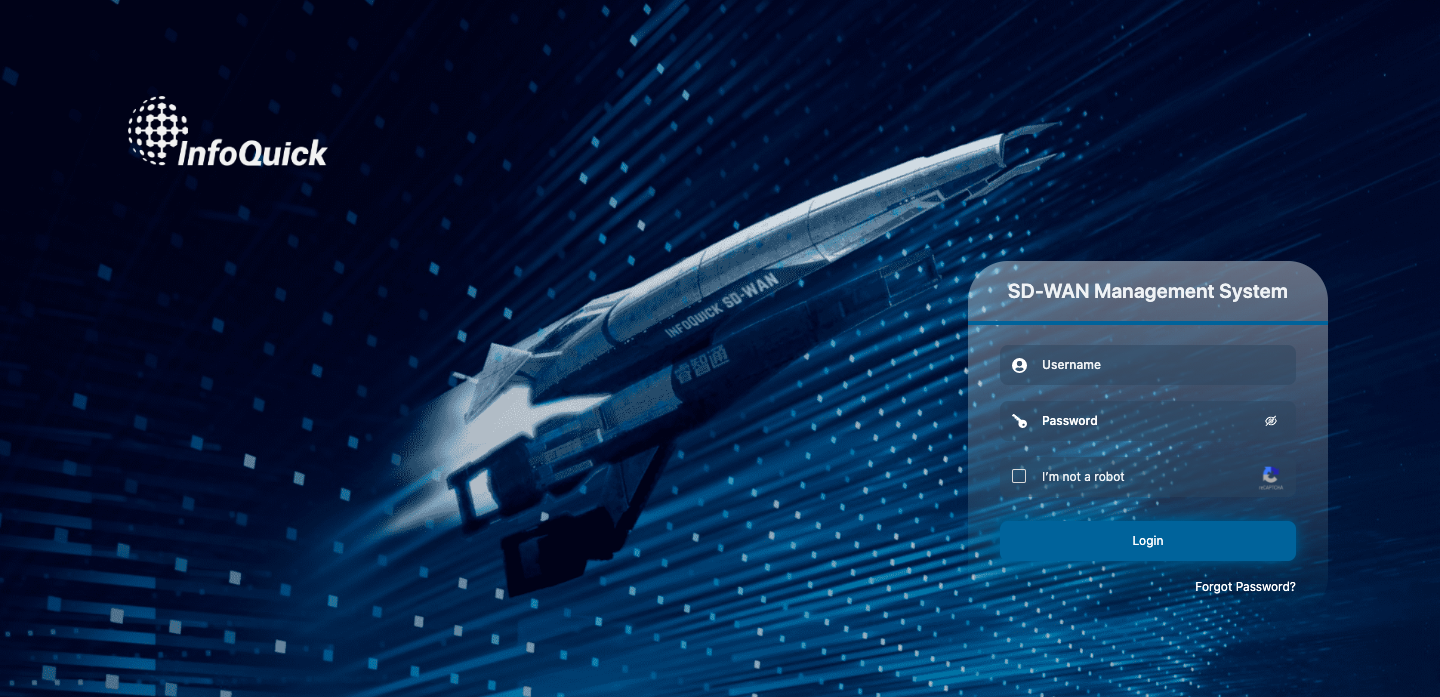 InfoQuick
INFOQUICK SD-WAN
睿智通
SD-WAN Management System
Username
Password
I'm not a robot
Login
Forgot Password?